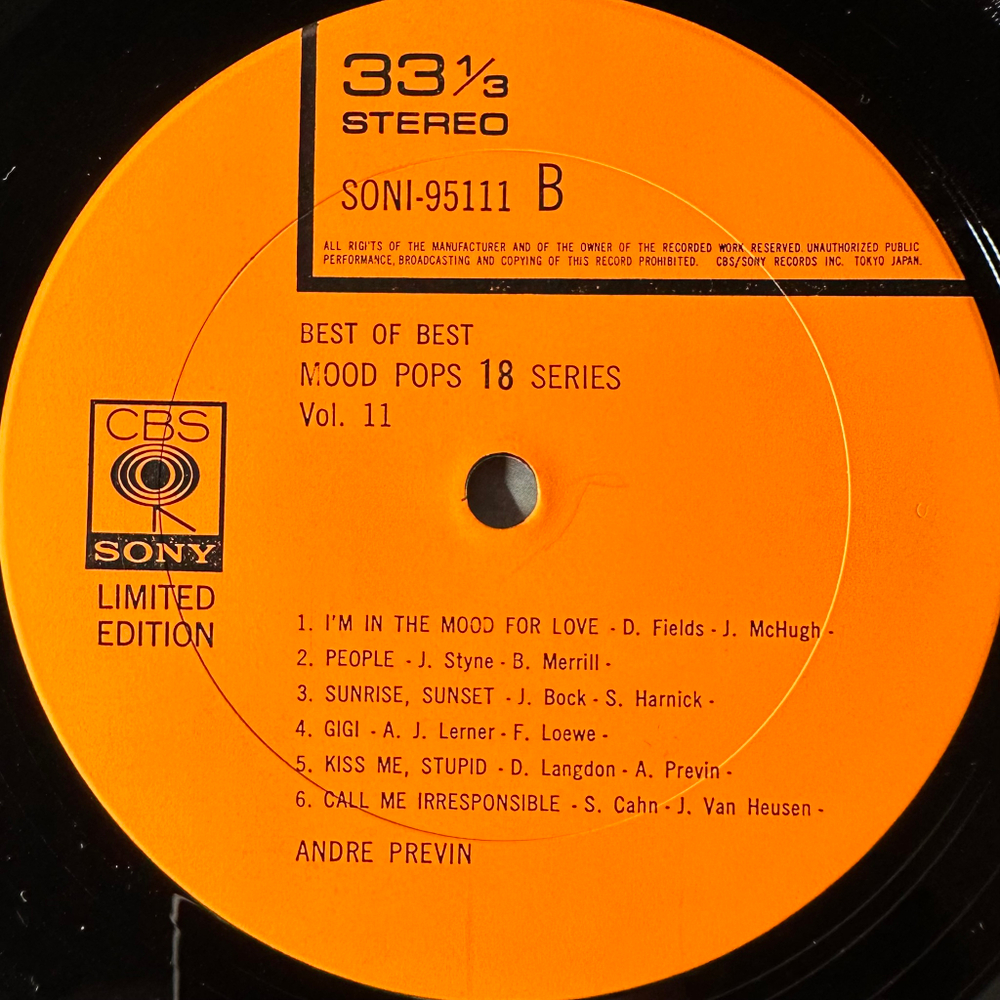 33 1/3
STEREO
SONI-95111 B
ALL RIGHTS OF THE MANUFACTURER AND OF THE OWNER OF THE RECORDED WORK RESERVED. UNAUTHORIZED PUBLIC
PERFORMANCE, BROADCASTING AND COPYING OF THIS RECORD PROHIBITED. CBS/SONY RECORDS INC. TOKYO JAPAN.
BEST OF BEST
MOOD POPS 18 SERIES
Vol. 11
CBS
SONY
LIMITED
EDITION
1. I'M IN THE MOOD FOR LOVE - D. Fields - J. McHugh -
2. PEOPLE - J. Styne - B. Merrill -
3. SUNRISE, SUNSET - J. Bock - S. Harnick -
4. GIGI - A. J. Lerner - F. Loewe -
5. KISS ME, STUPID - D. Langdon - A. Previn -
6. CALL ME IRRESPONSIBLE - S. Cahn - J. Van Heusen -
ANDRE PREVIN